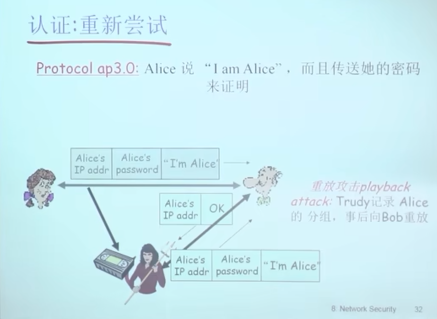 认证:重新尝试
Protocol ap3.0: Alice 说 “I am Alice”, 而且传送她的密码
来证明
Alice's IP addr
Alice's password
“I'm Alice”
Alice's IP addr
OK
重放攻击playback
attack: Trudy记录 Alice
的 分组, 事后向Bob重放
Alice's IP addr
Alice's password
“I'm Alice”
8: Network Security 32